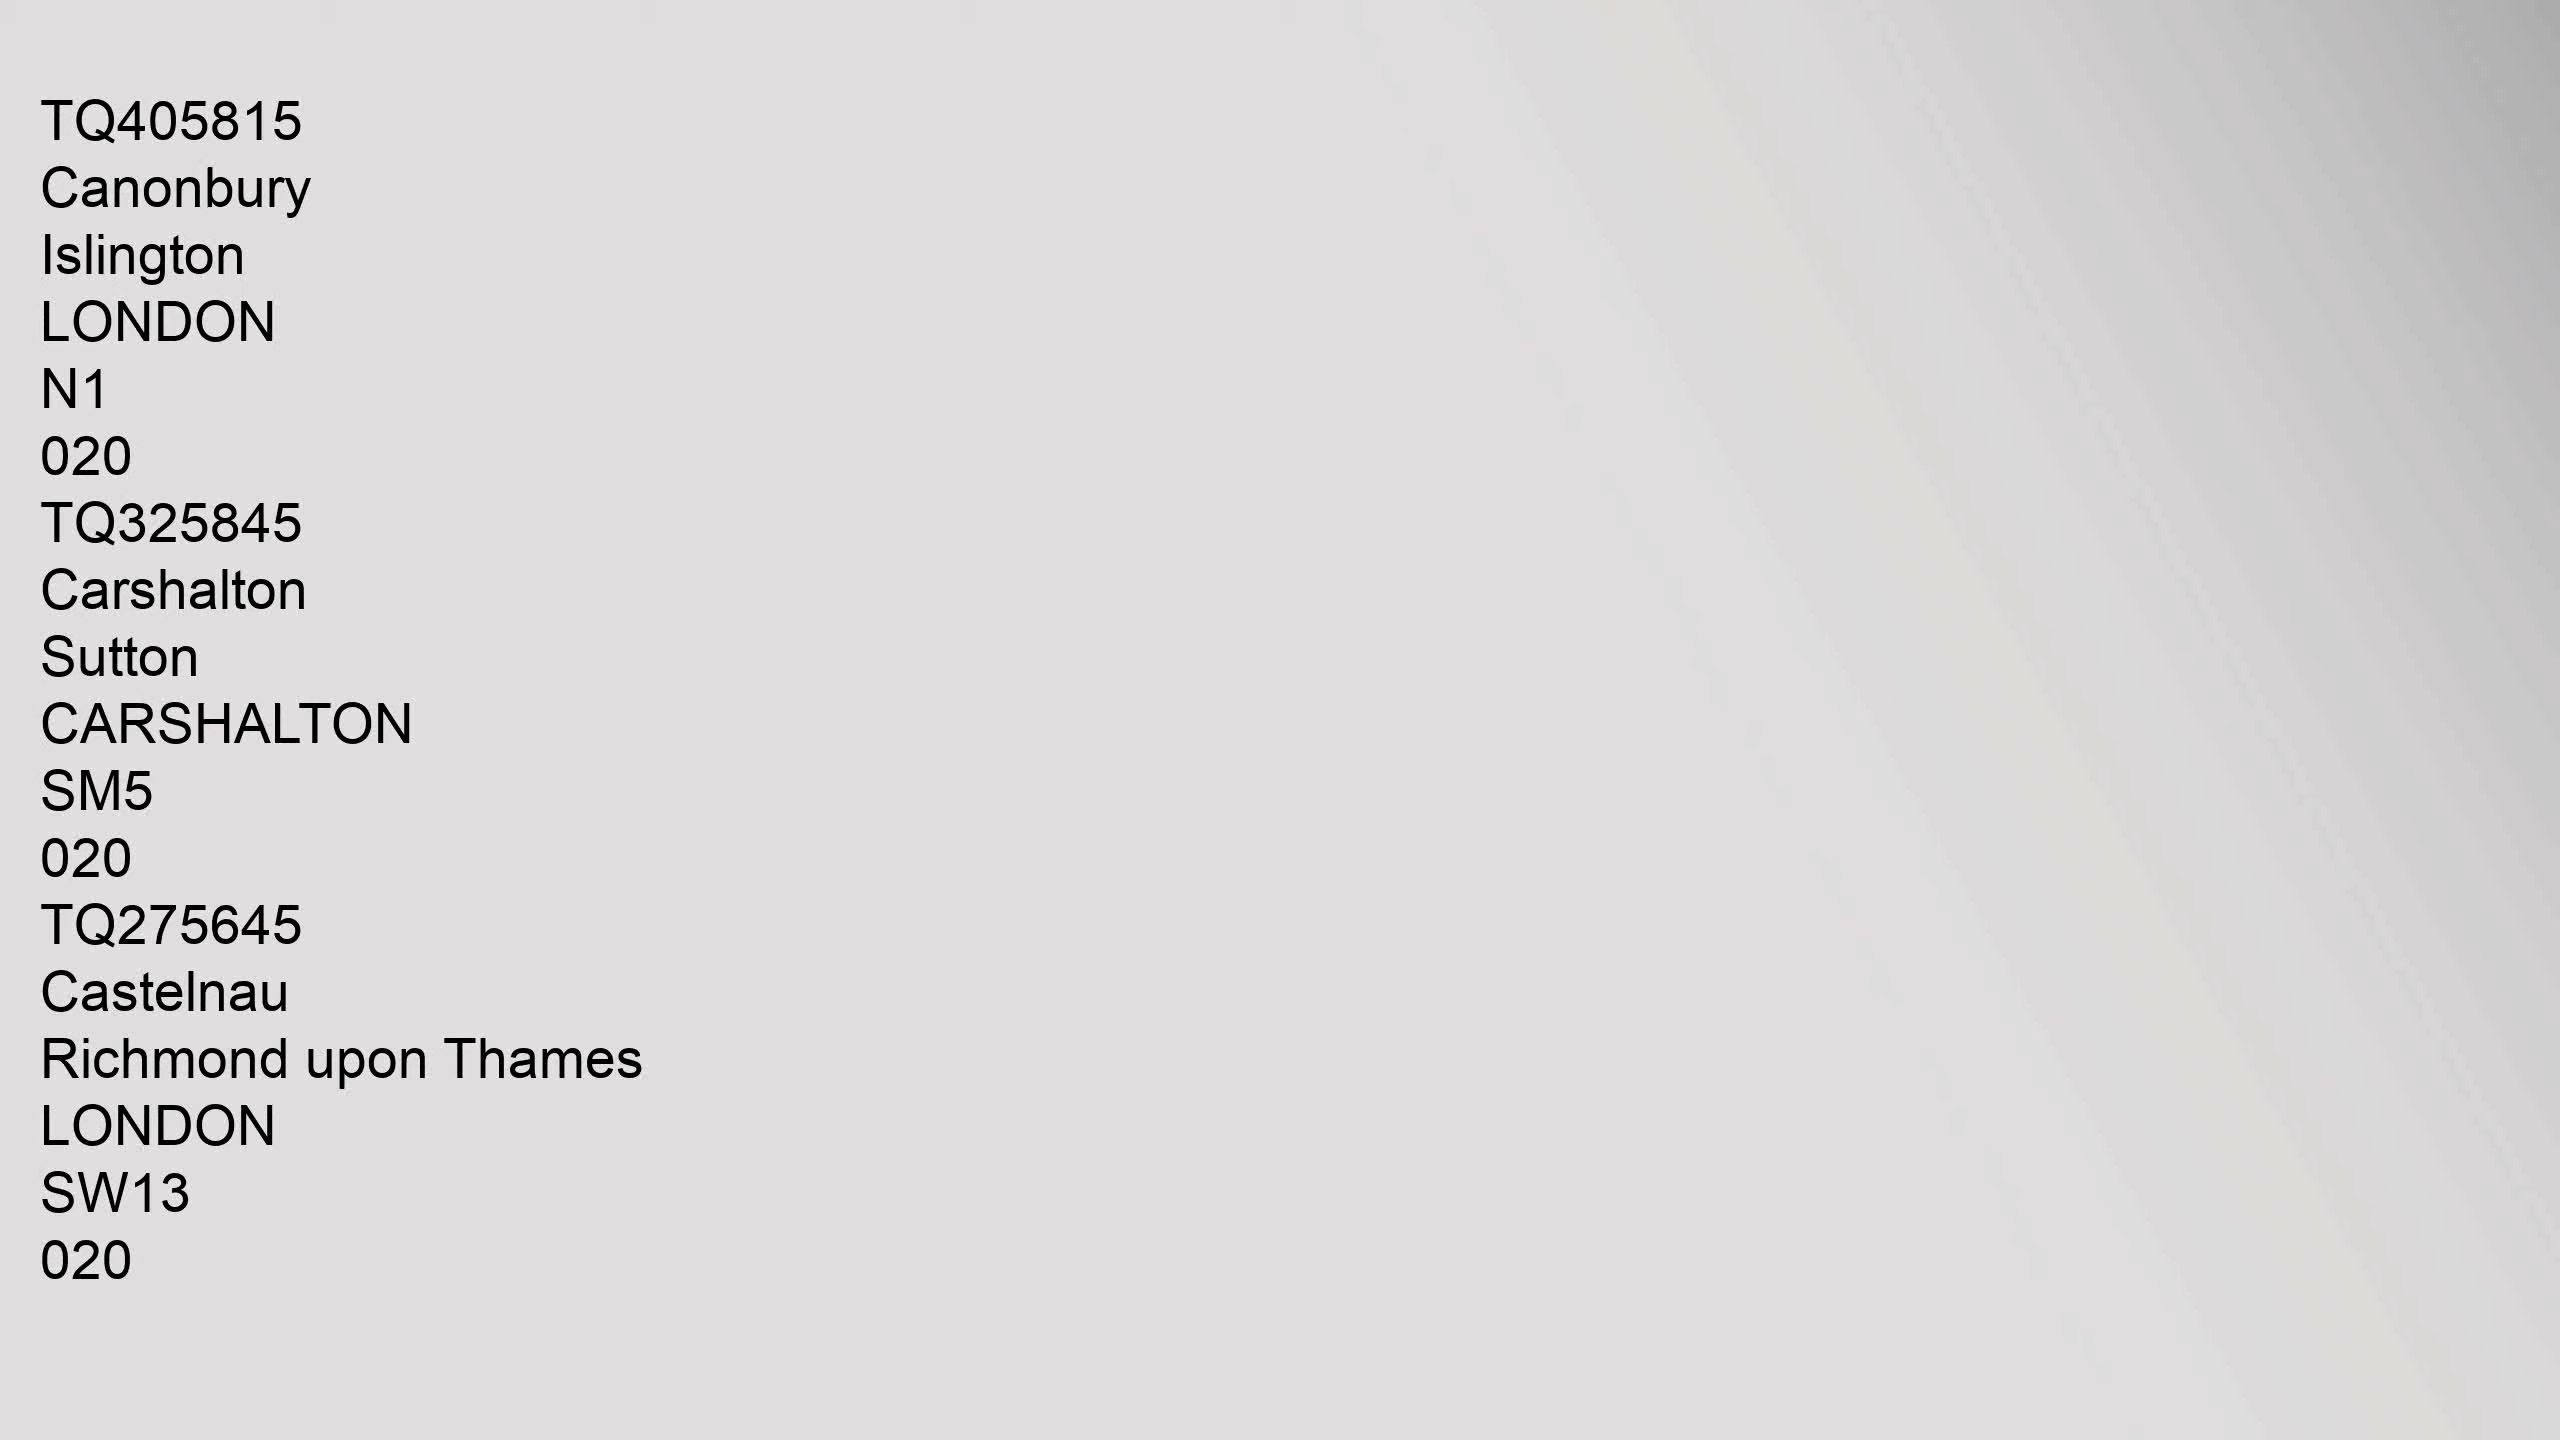 TQ405815
Canonbury
Islington
LONDON
N1
020
TQ325845
Carshalton
Sutton
CARSHALTON
SM5
020
TQ275645
Castelnau
Richmond upon Thames
LONDON
SW13
020